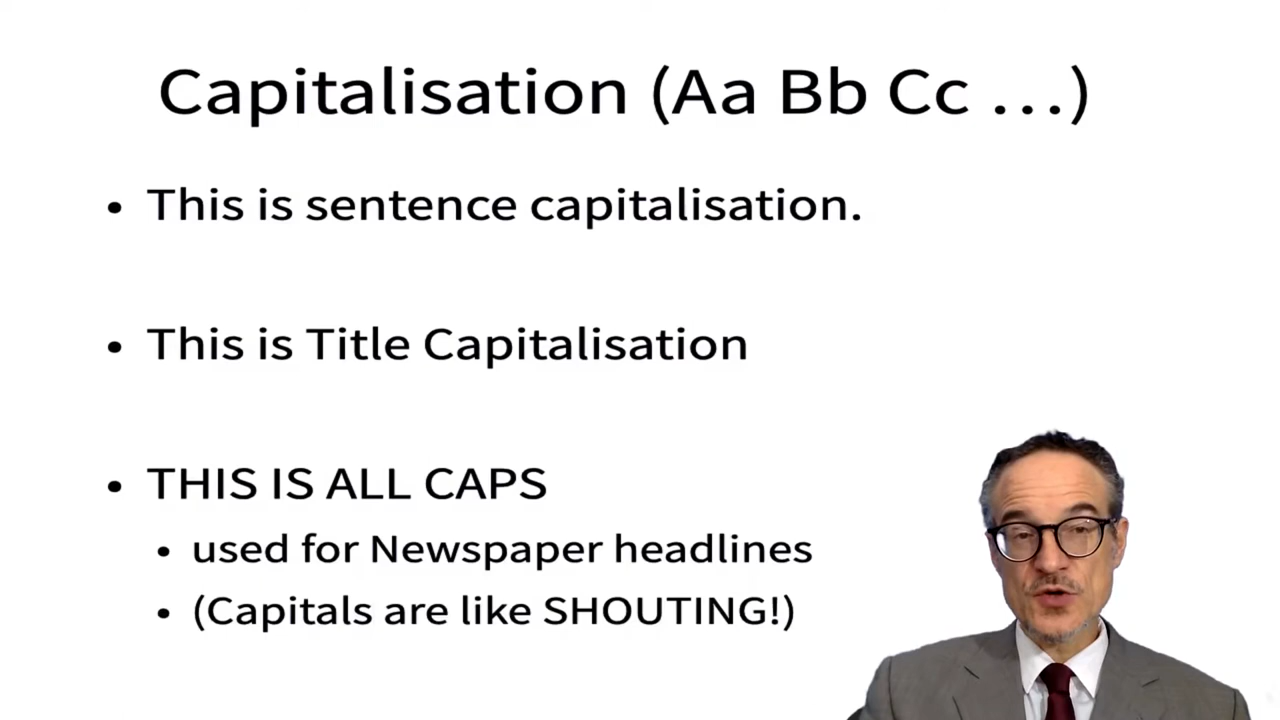 Capitalisation (Aa Bb Cc ...)
• This is sentence capitalisation.
• This is Title Capitalisation
• THIS IS ALL CAPS
• used for Newspaper headlines
• (Capitals are like SHOUTING!)